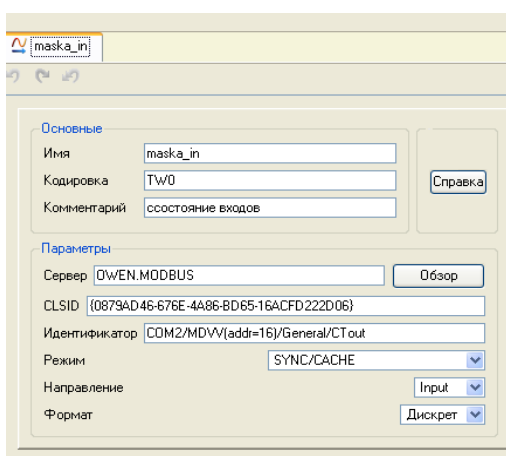 maska_in
Основные
Имя maska_in
Кодировка TW0
Комментарий ссостояние входов
Справка
Параметры
Сервер OWEN.MODBUS Обзор
CLSID {0879AD46-676E-4A86-BD65-16ACFD222D06}
Идентификатор COM2/MDVV(addr=16)/General/CTout
Режим SYNC/CACHE
Направление Input
Формат Дискрет